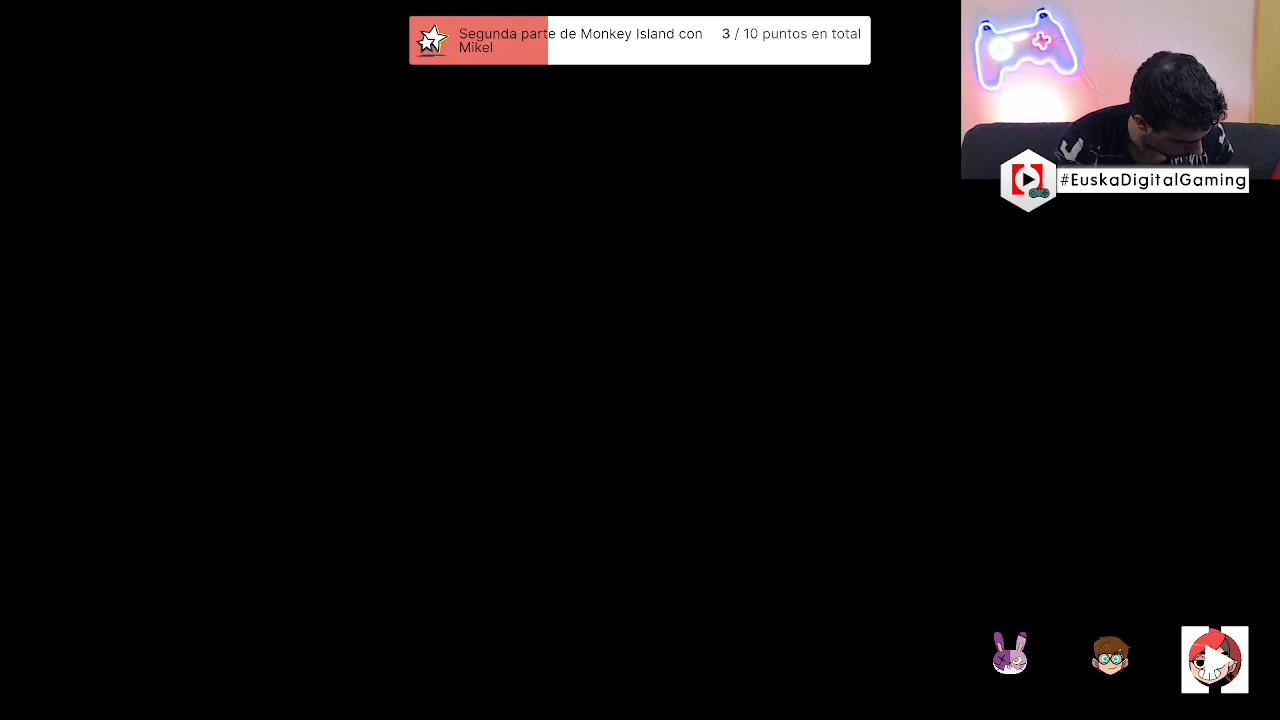 Segunda parte de Monkey Island con
Mikel
3 / 10 puntos en total
#EuskaDigitalGaming